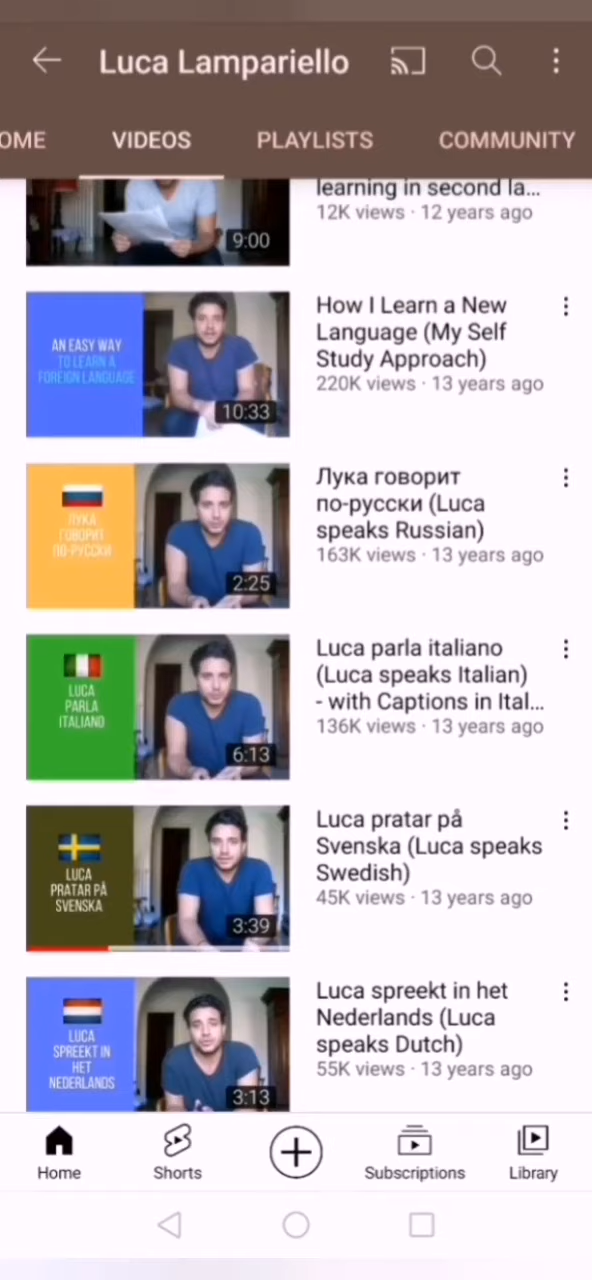 Luca Lampariello
OME VIDEOS PLAYLISTS COMMUNITY
learning in second la...
12K views · 12 years ago
9:00
How I Learn a New
Language (My Self
Study Approach)
220K views · 13 years ago
AN EASY WAY
TO LEARN A
FOREIGN LANGUAGE
10:33
Лука говорит
по-русски (Luca
speaks Russian)
163K views · 13 years ago
ЛУКА
ГОВОРИТ
ПО-РУССКИ
2:25
Luca parla italiano
(Luca speaks Italian)
- with Captions in Ital...
136K views · 13 years ago
LUCA
PARLA
ITALIANO
6:13
Luca pratar på
Svenska (Luca speaks
Swedish)
45K views · 13 years ago
LUCA
PRATAR PÅ
SVENSKA
3:39
Luca spreekt in het
Nederlands (Luca
speaks Dutch)
55K views · 13 years ago
LUCA
SPREEKT IN
HET
NEDERLANDS
3:13
Home Shorts Subscriptions Library